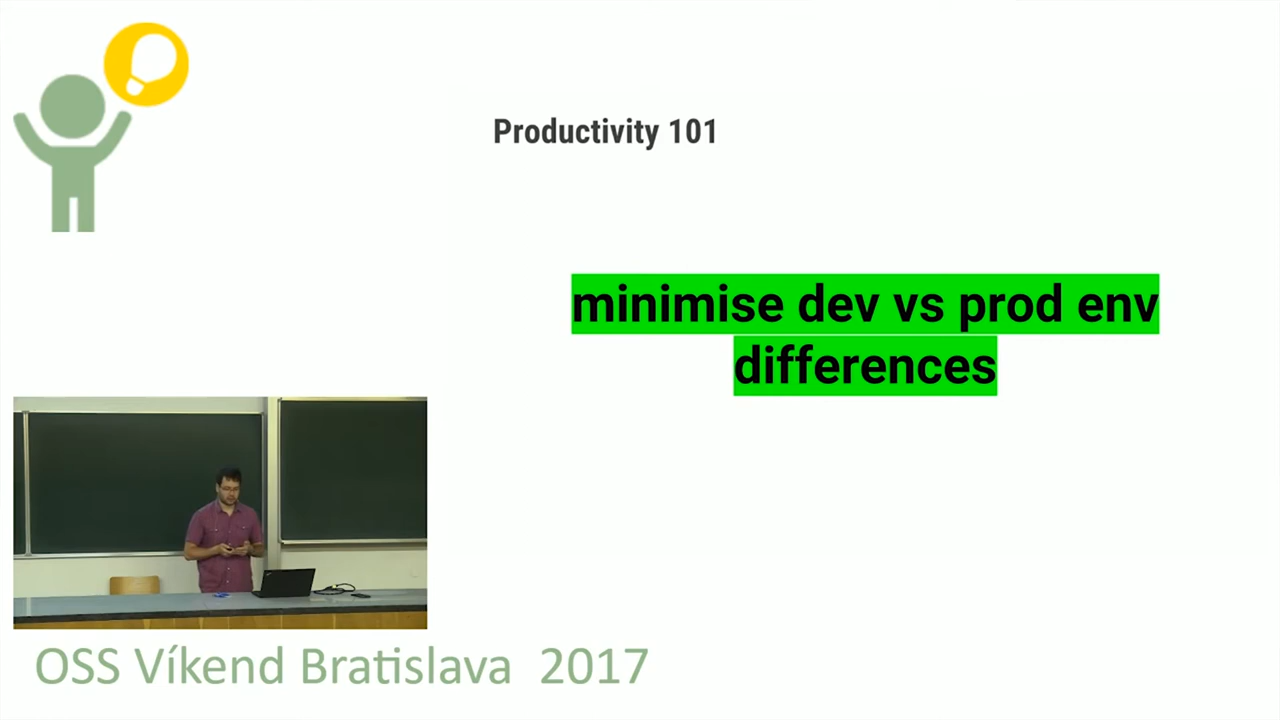 Productivity 101
minimise dev vs prod env
differences
OSS Víkend Bratislava 2017